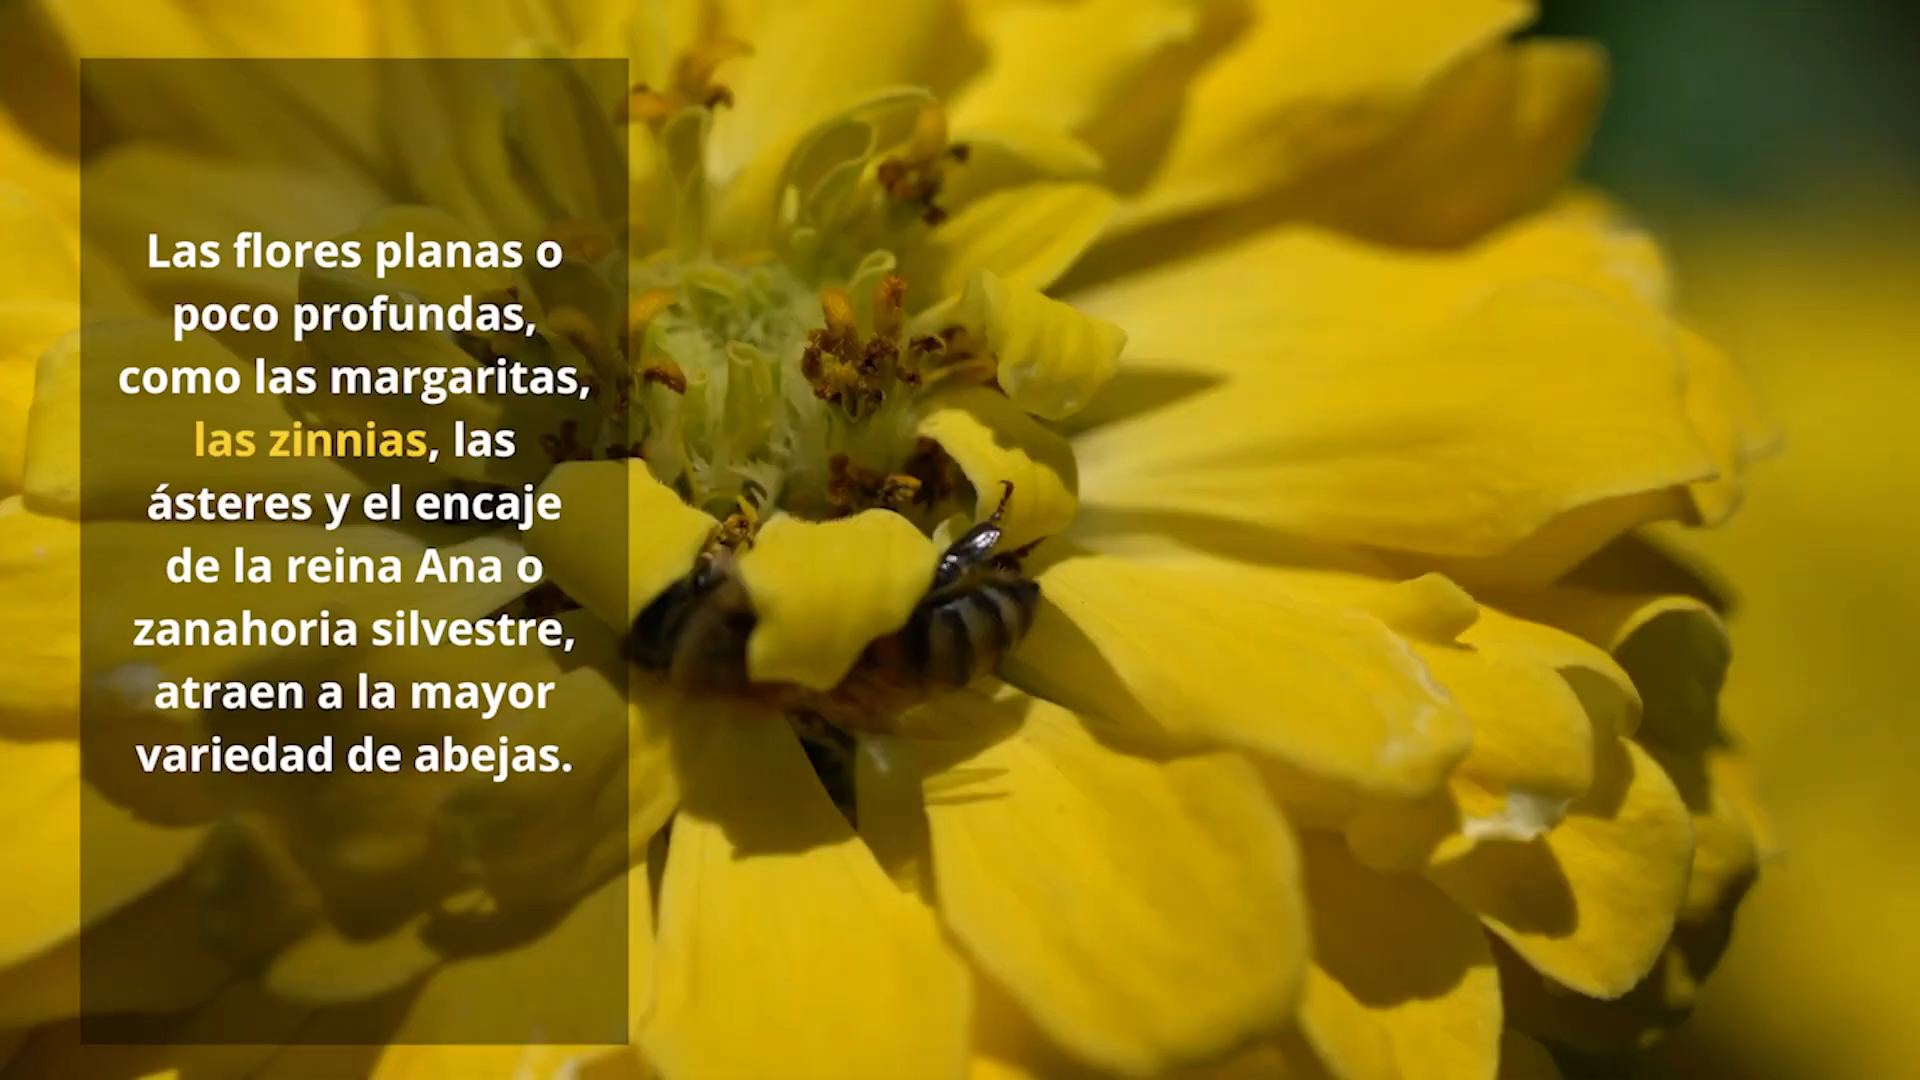 Las flores planas o
poco profundas,
como las margaritas,
las zinnias, las
ásteres y el encaje
de la reina Ana o
zanahoria silvestre,
atraen a la mayor
variedad de abejas.